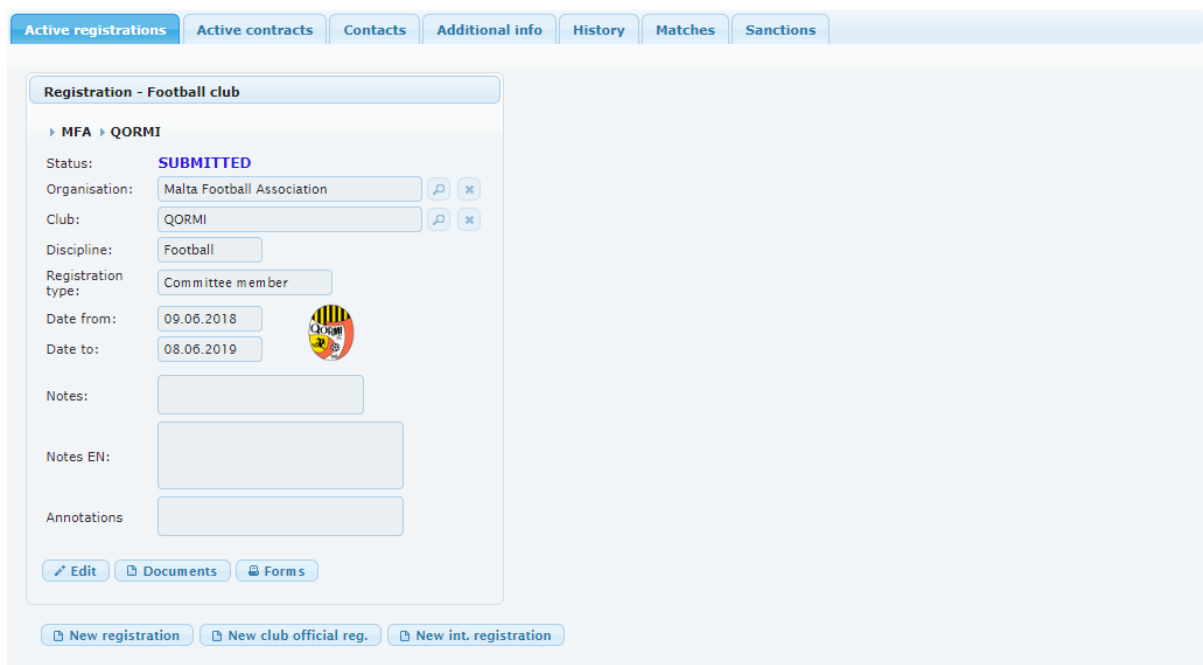 Active registrations Active contracts Contacts Additional info History Matches Sanctions
Registration - Football club
MFA QORMI
Status: SUBMITTED
Organisation: Malta Football Association
Club: QORMI
Discipline: Football
Registration type: Committee member
Date from: 09.06.2018
QORMI
Date to: 08.06.2019
Notes:
Notes EN:
Annotations
Edit Documents Forms
New registration New club official reg. New int. registration